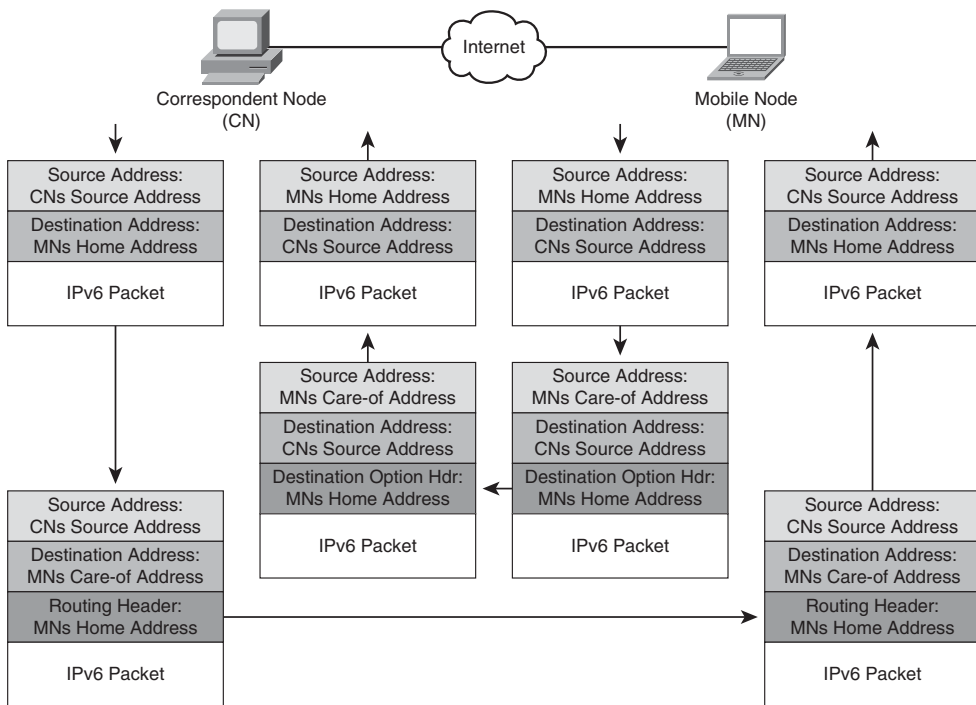 Internet
Correspondent Node
(CN)
Mobile Node
(MN)
Source Address:
CNs Source Address
Destination Address:
MNs Home Address
IPv6 Packet
Source Address:
MNs Home Address
Destination Address:
CNs Source Address
IPv6 Packet
Source Address:
MNs Home Address
Destination Address:
CNs Source Address
IPv6 Packet
Source Address:
CNs Source Address
Destination Address:
MNs Home Address
IPv6 Packet
Source Address:
MNs Care-of Address
Destination Address:
CNs Source Address
Destination Option Hdr:
MNs Home Address
IPv6 Packet
Source Address:
MNs Care-of Address
Destination Address:
CNs Source Address
Destination Option Hdr:
MNs Home Address
IPv6 Packet
Source Address:
CNs Source Address
Destination Address:
MNs Care-of Address
Routing Header:
MNs Home Address
IPv6 Packet
Source Address:
CNs Source Address
Destination Address:
MNs Care-of Address
Routing Header:
MNs Home Address
IPv6 Packet